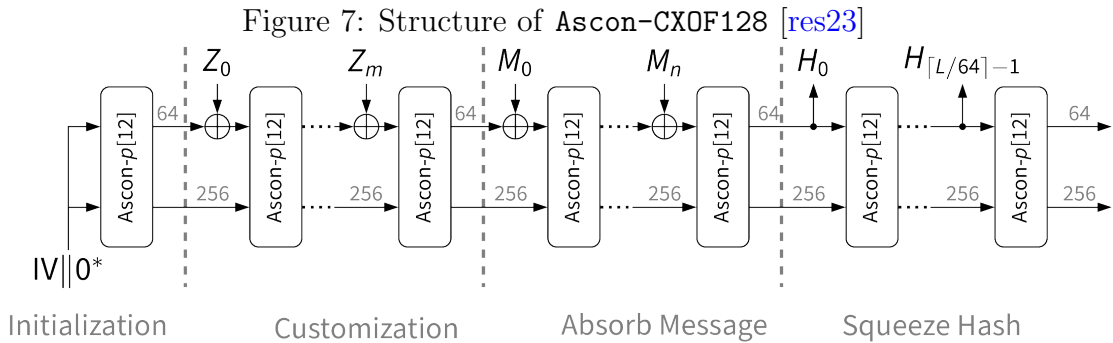 Figure 7: Structure of Ascon-CXOF128 [res23]
Z₀ Zₘ M₀ Mₙ H₀ H⌈L/64⌉−1
64 64 64 64
Ascon-p[12] Ascon-p[12] Ascon-p[12] Ascon-p[12] Ascon-p[12] Ascon-p[12] Ascon-p[12]
256 256 256 256 256 256 256
IV‖0*
Initialization Customization Absorb Message Squeeze Hash